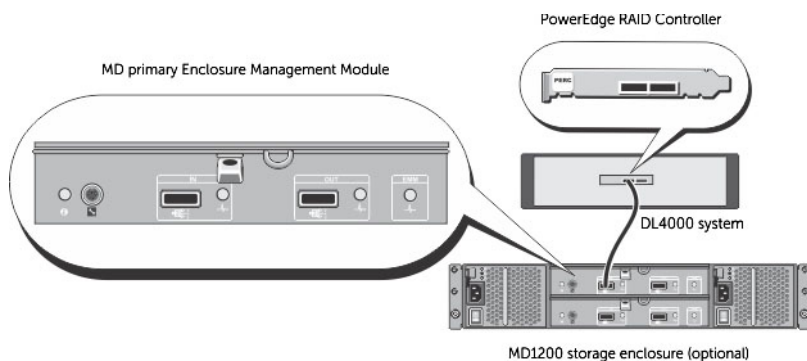 PowerEdge RAID Controller
MD primary Enclosure Management Module
PERC
IN
OUT
EMM
DL4000 system
MD1200 storage enclosure (optional)